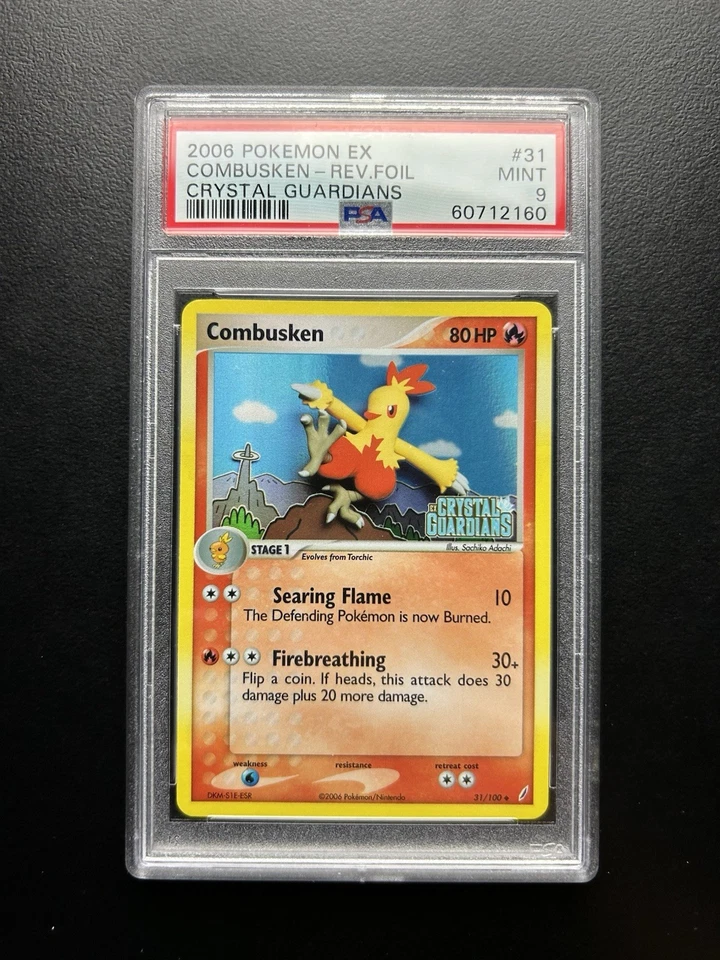 2006 POKEMON EX #31
COMBUSKEN - REV.FOIL MINT
CRYSTAL GUARDIANS 9
PSA 60712160
Combusken 80 HP
EX CRYSTAL
GUARDIANS
STAGE 1 Evolves from Torchic Illus. Sachiko Adachi
Searing Flame 10
The Defending Pokémon is now Burned.
Firebreathing 30+
Flip a coin. If heads, this attack does 30
damage plus 20 more damage.
weakness resistance retreat cost
DKM-S1E-ESR ©2006 Pokémon/Nintendo 31/100
PSA